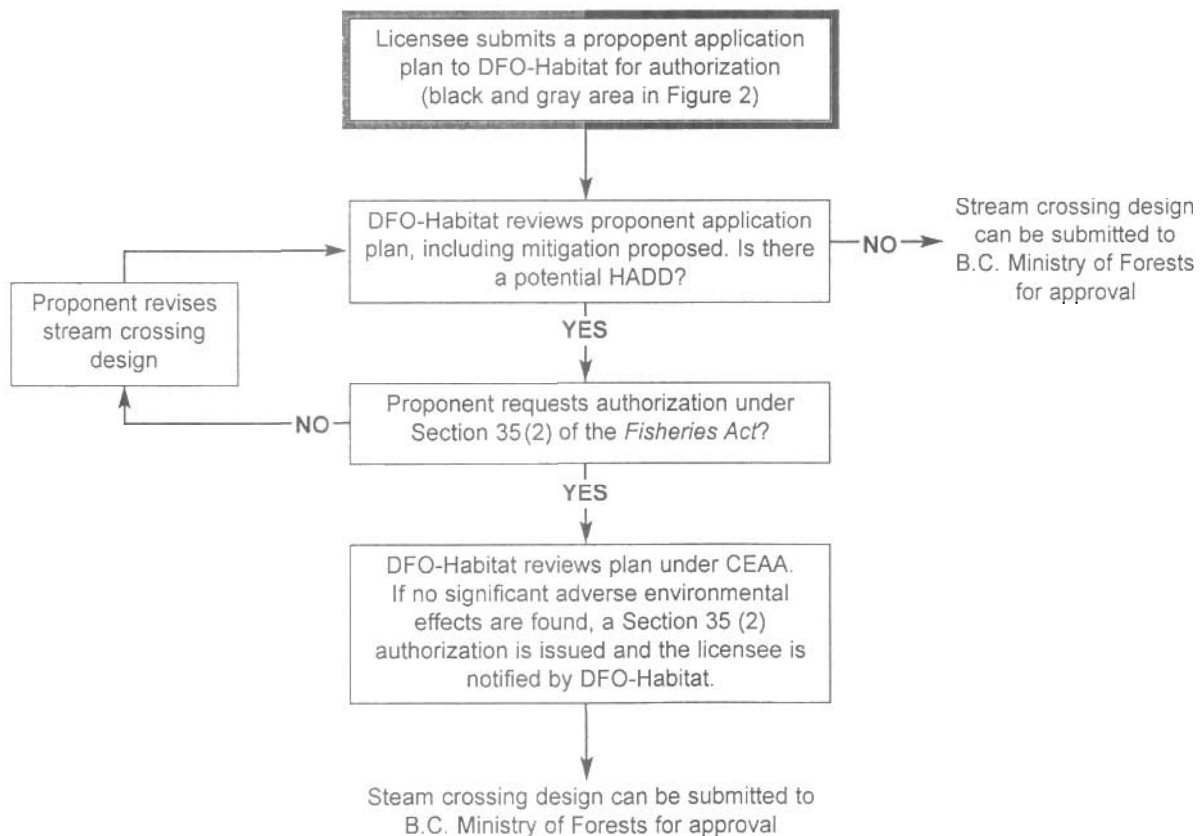 Licensee submits a propopent application
plan to DFO-Habitat for authorization
(black and gray area in Figure 2)
DFO-Habitat reviews proponent application
plan, including mitigation proposed. Is there
a potential HADD?
NO
Stream crossing design
can be submitted to
B.C. Ministry of Forests
for approval
Proponent revises
stream crossing
design
YES
Proponent requests authorization under
Section 35(2) of the Fisheries Act?
NO
YES
DFO-Habitat reviews plan under CEAA.
If no significant adverse environmental
effects are found, a Section 35 (2)
authorization is issued and the licensee is
notified by DFO-Habitat.
Steam crossing design can be submitted to
B.C. Ministry of Forests for approval